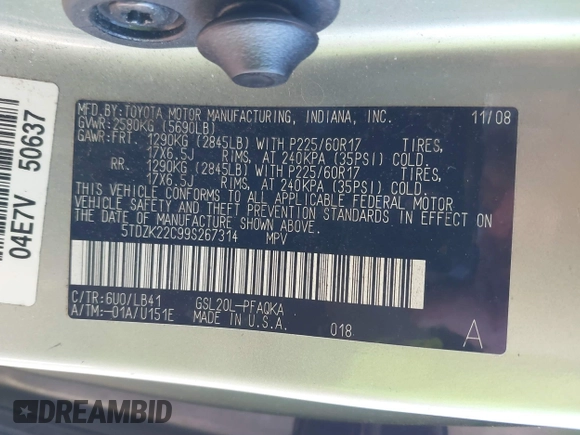 MFD.BY:TOYOTA MOTOR MANUFACTURING, INDIANA, INC. 11/08
GVWR:2580KG (5690LB)
GAWR:FRT. 1290KG (2845LB) WITH P225/60R17 TIRES,
17X6.5J RIMS, AT 240KPA (35PSI) COLD.
RR. 1290KG (2845LB) WITH P225/60R17 TIRES,
17X6.5J RIMS, AT 240KPA (35PSI) COLD.
THIS VEHICLE CONFORMS TO ALL APPLICABLE FEDERAL MOTOR
VEHICLE SAFETY AND THEFT PREVENTION STANDARDS IN EFFECT ON
THE DATE OF MANUFACTURE SHOWN ABOVE.
5TDZK22C99S267314 MPV
C/TR:6U0/LB41 GSL20L-PFAQKA
A/TM:-01A/U151E MADE IN U.S.A. 018 A
04E7V 50637
DREAMBID